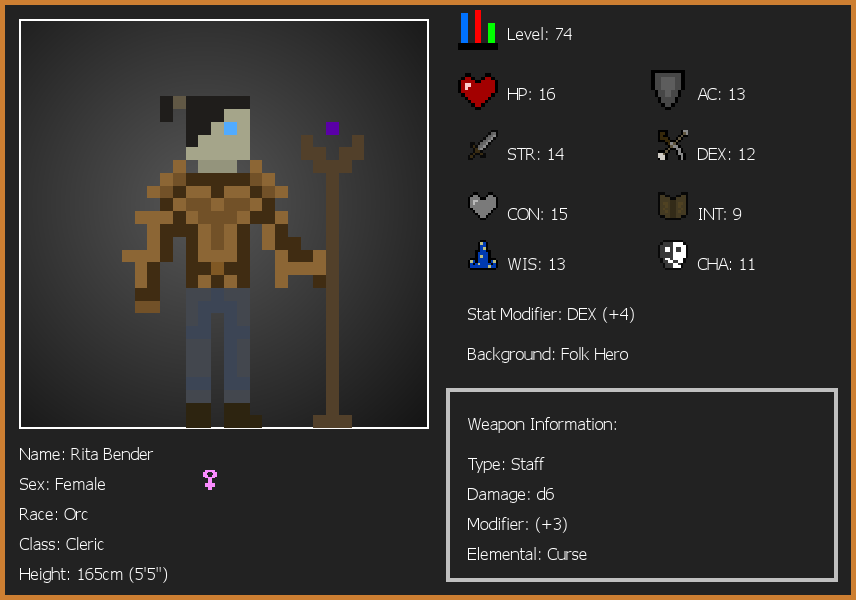 Level: 74
HP: 16
AC: 13
STR: 14
DEX: 12
CON: 15
INT: 9
WIS: 13
CHA: 11
Stat Modifier: DEX (+4)
Background: Folk Hero
Weapon Information:
Type: Staff
Damage: d6
Modifier: (+3)
Elemental: Curse
Name: Rita Bender
Sex: Female
Race: Orc
Class: Cleric
Height: 165cm (5'5")